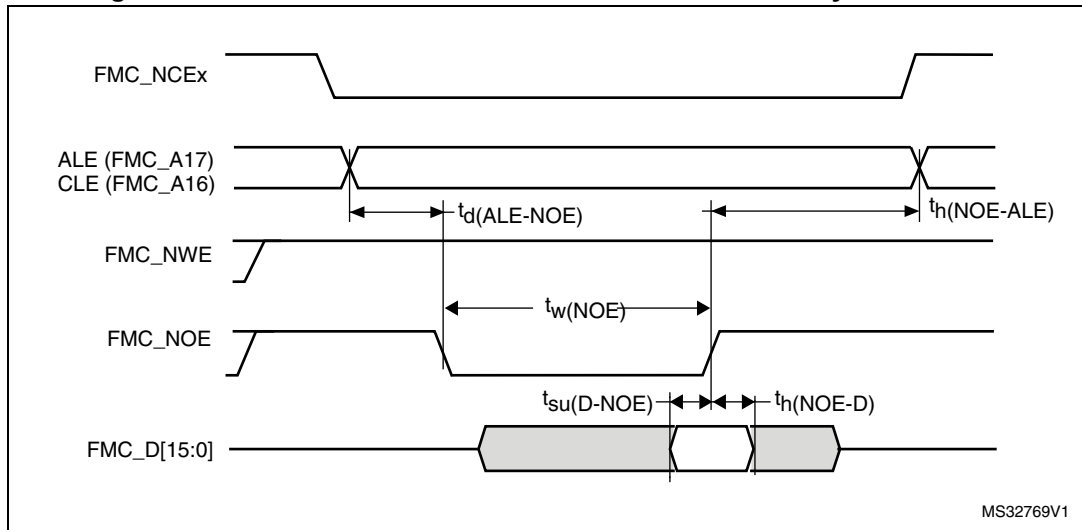 FMC_NCEx
ALE (FMC_A17)
CLE (FMC_A16)
td(ALE-NOE)
th(NOE-ALE)
FMC_NWE
tw(NOE)
FMC_NOE
tsu(D-NOE)
th(NOE-D)
FMC_D[15:0]
MS32769V1